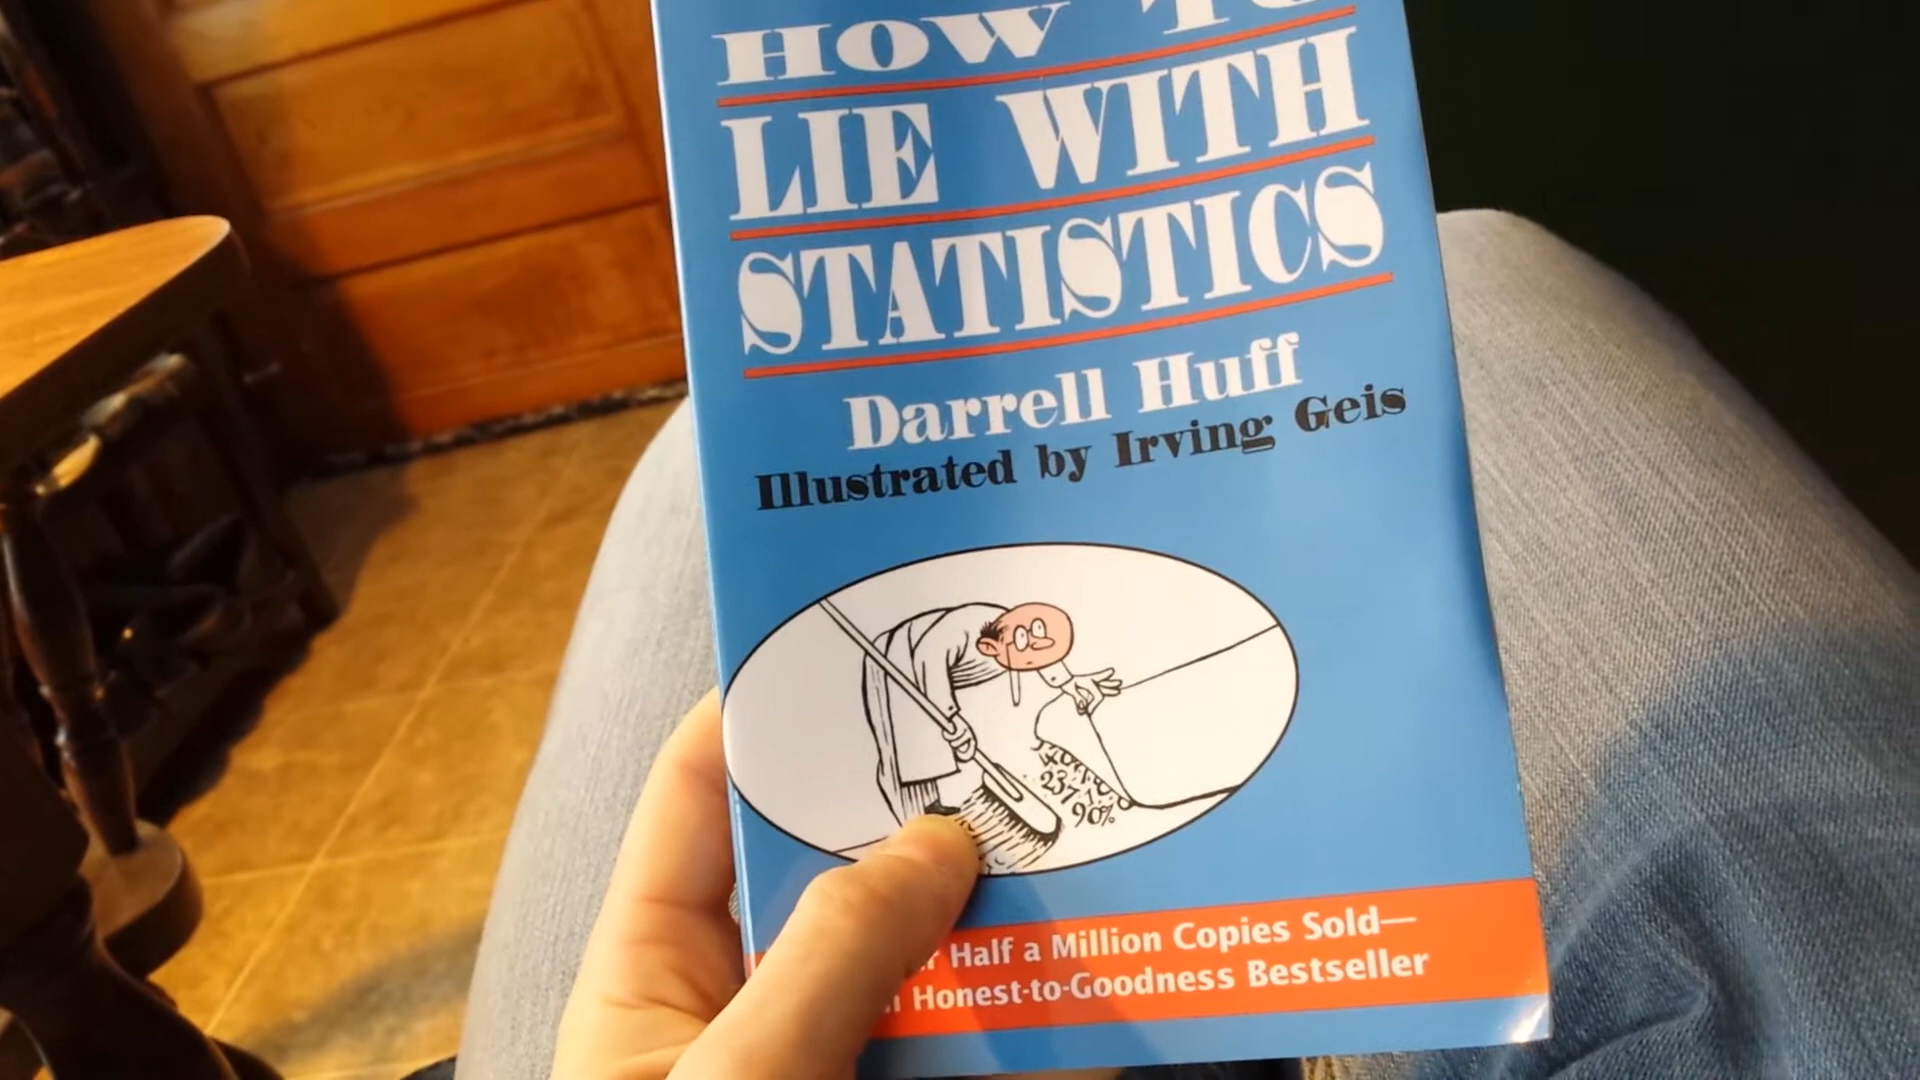 HOW TO
LIE WITH
STATISTICS
Darrell Huff
Illustrated by Irving Geis
237
90%
Half a Million Copies Sold—
Honest-to-Goodness Bestseller